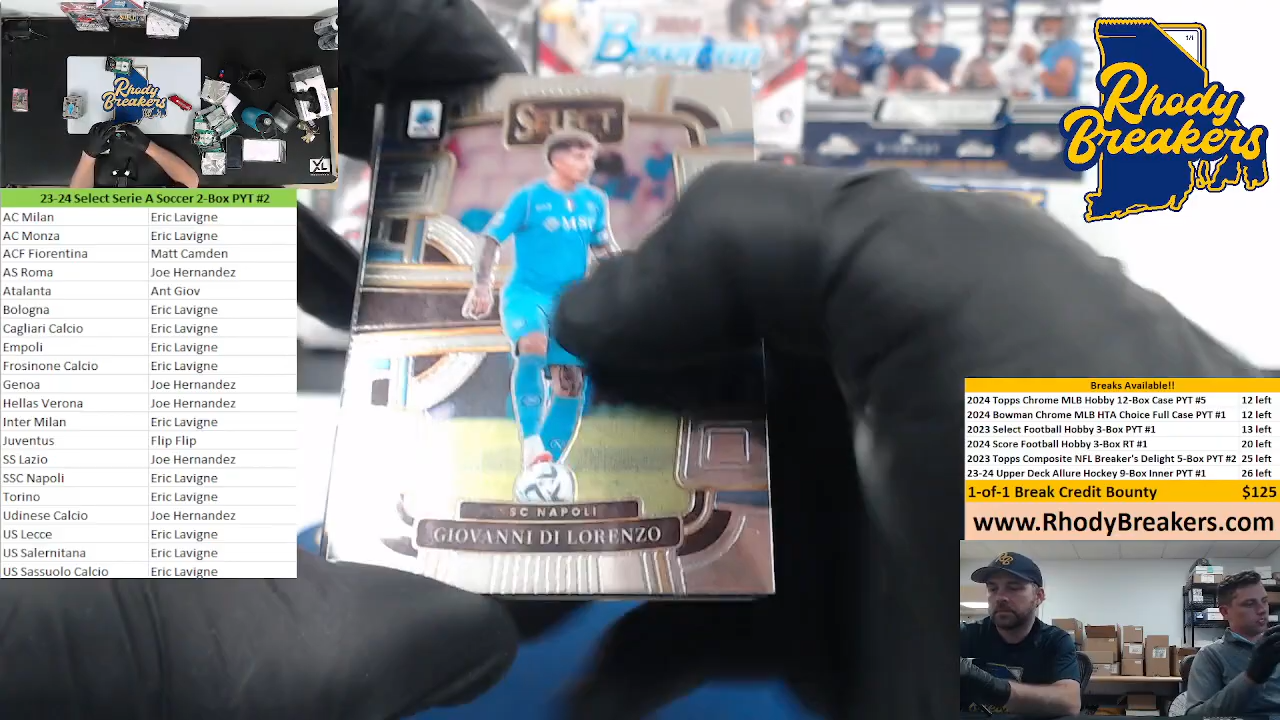 Rhody
Breakers
XL
23-24 Select Serie A Soccer 2-Box PYT #2
AC Milan Eric Lavigne
AC Monza Eric Lavigne
ACF Fiorentina Matt Camden
AS Roma Joe Hernandez
Atalanta Ant Giov
Bologna Eric Lavigne
Cagliari Calcio Eric Lavigne
Empoli Eric Lavigne
Frosinone Calcio Eric Lavigne
Genoa Joe Hernandez
Hellas Verona Joe Hernandez
Inter Milan Eric Lavigne
Juventus Flip Flip
SS Lazio Joe Hernandez
SSC Napoli Eric Lavigne
Torino Eric Lavigne
Udinese Calcio Joe Hernandez
US Lecce Eric Lavigne
US Salernitana Eric Lavigne
US Sassuolo Calcio Eric Lavigne
2024
Bowman
SELECT
MSC
SSC NAPOLI
GIOVANNI DI LORENZO
1/1
Rhody
Breakers
Breaks Available!!
2024 Topps Chrome MLB Hobby 12-Box Case PYT #5 12 left
2024 Bowman Chrome MLB HTA Choice Full Case PYT #1 12 left
2023 Select Football Hobby 3-Box PYT #1 13 left
2024 Score Football Hobby 3-Box RT #1 20 left
2023 Topps Composite NFL Breaker's Delight 5-Box PYT #2 25 left
23-24 Upper Deck Allure Hockey 9-Box Inner PYT #1 26 left
1-of-1 Break Credit Bounty $125
www.RhodyBreakers.com